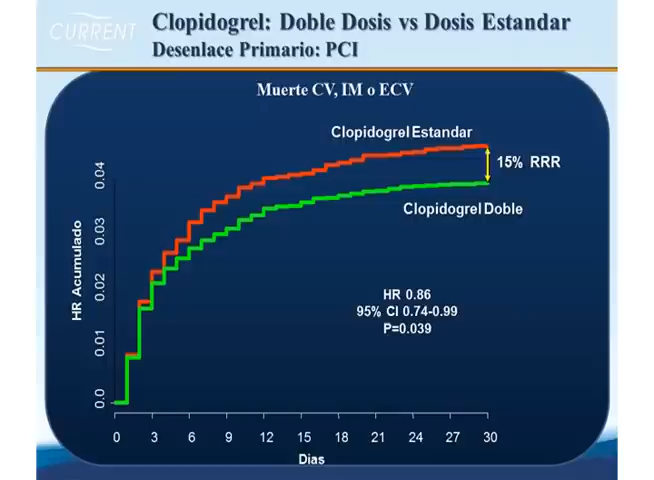 CURRENT
Clopidogrel: Doble Dosis vs Dosis Estandar
Desenlace Primario: PCI
Muerte CV, IM o ECV
Clopidogrel Estandar
15% RRR
Clopidogrel Doble
HR 0.86
95% CI 0.74-0.99
P=0.039
HR Acumulado
0.04
0.03
0.02
0.01
0.0
0 3 6 9 12 15 18 21 24 27 30
Dias